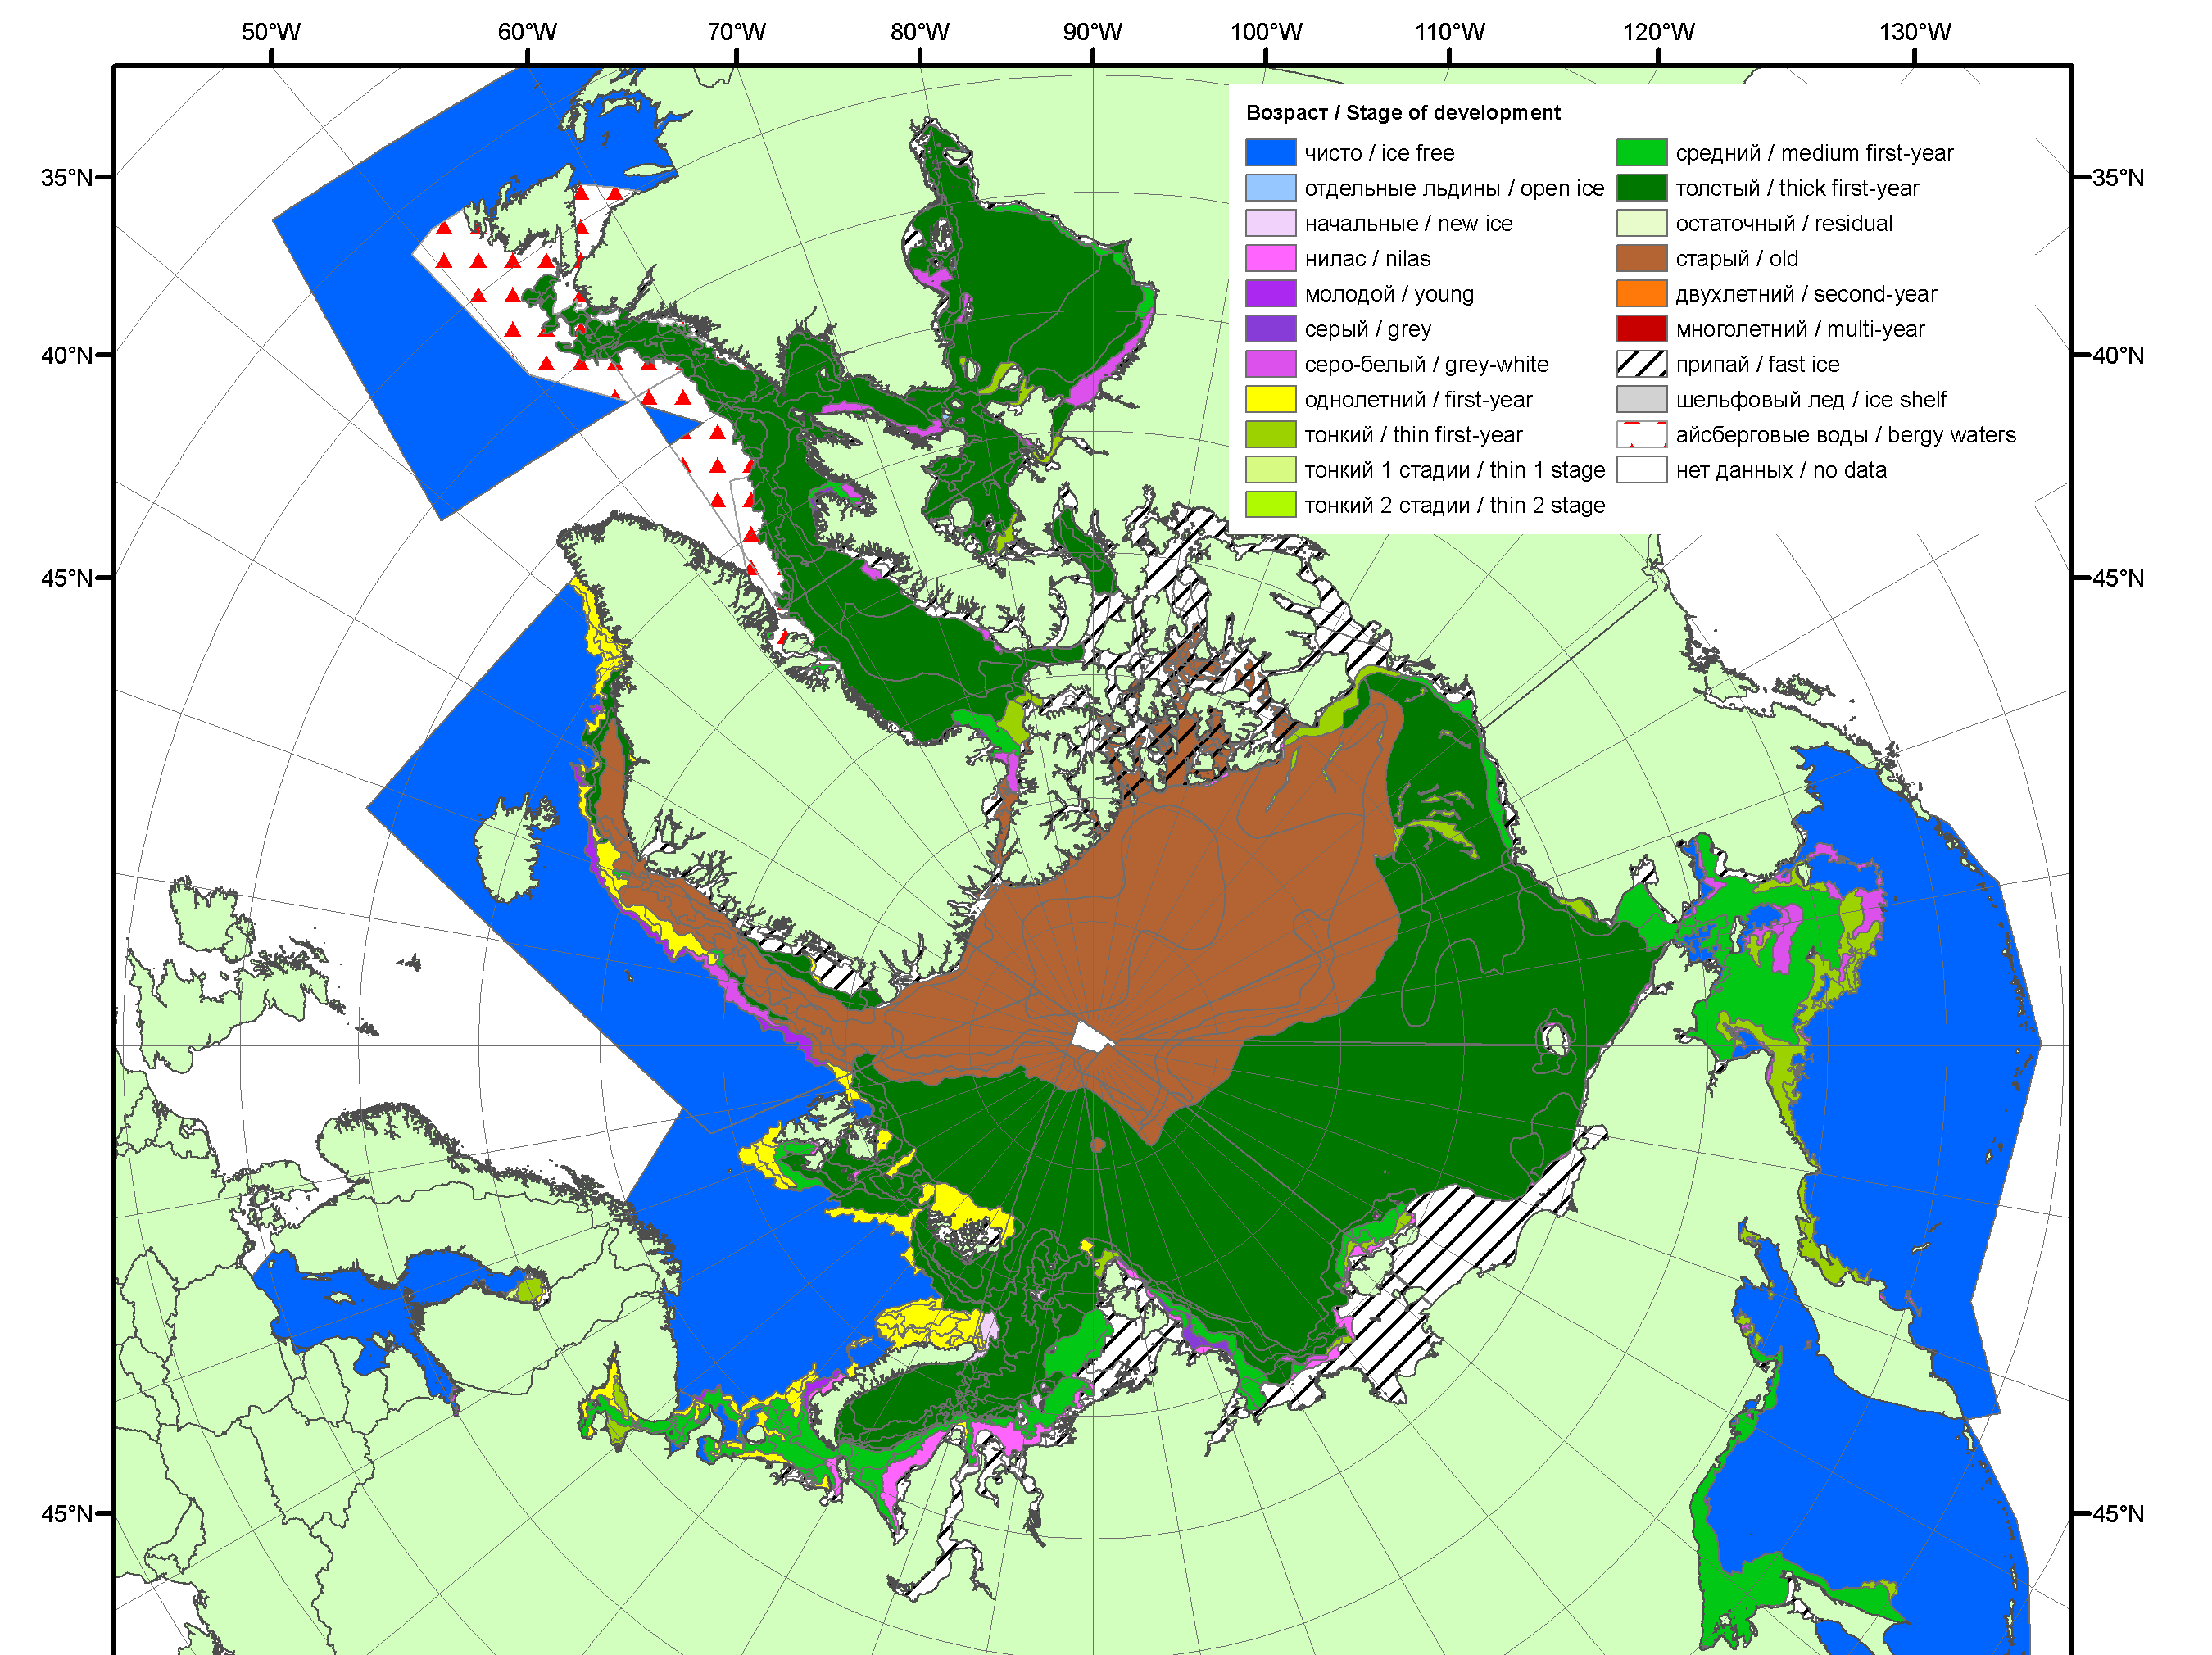 50°W 60°W 70°W 80°W 90°W 100°W 110°W 120°W 130°W
Возраст / Stage of development
чисто / ice free
отдельные льдины / open ice
начальные / new ice
нилас / nilas
молодой / young
серый / grey
серо-белый / grey-white
однолетний / first-year
тонкий / thin first-year
тонкий 1 стадии / thin 1 stage
тонкий 2 стадии / thin 2 stage
средний / medium first-year
толстый / thick first-year
остаточный / residual
старый / old
двухлетний / second-year
многолетний / multi-year
припай / fast ice
шельфовый лед / ice shelf
айсберговые воды / bergy waters
нет данных / no data
35°N 35°N
40°N 40°N
45°N 45°N
45°N 45°N